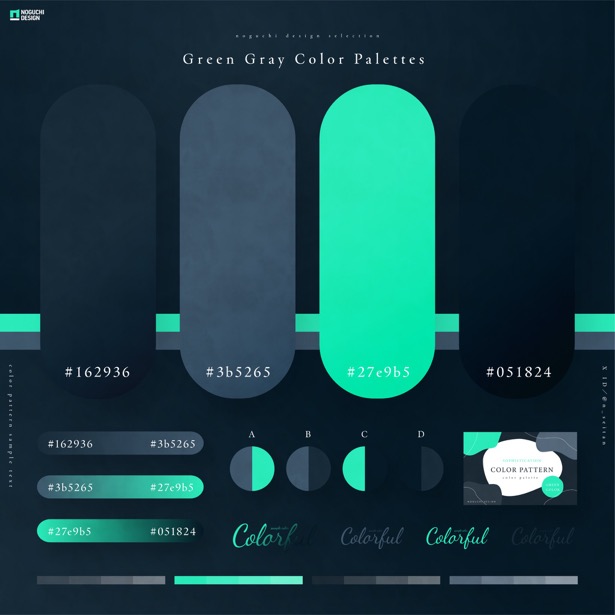 NOGUCHI
DESIGN
noguchi design selection
Green Gray Color Palettes
#162936
#3b5265
#27e9b5
#051824
color pattern sample text
X ID/@n_seitan
#162936 #3b5265
#3b5265 #27e9b5
#27e9b5 #051824
A B C D
COLOR PATTERN
color palette
Colorful
Colorful
Colorful
Colorful